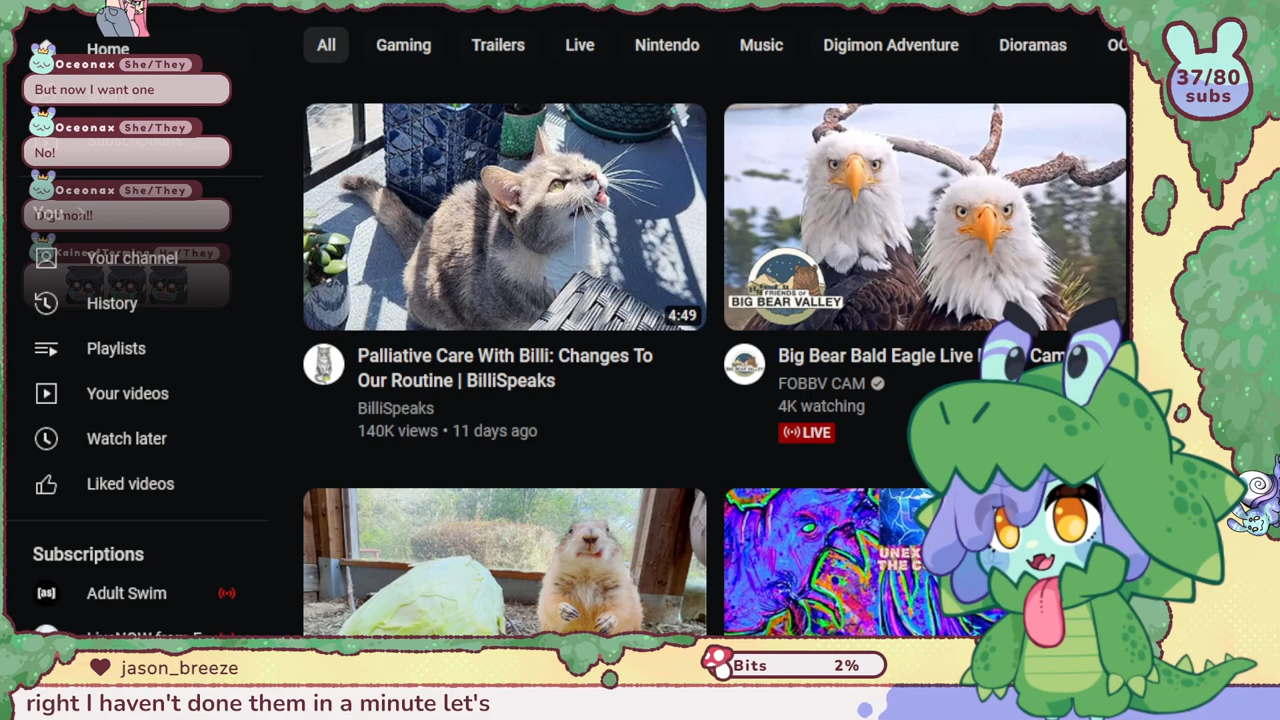 Home
Oceonax She/They
But now I want one
Oceonax She/They
No!
Oceonax She/They
You
Your channel
History
Playlists
Your videos
Watch later
Liked videos
Subscriptions
Adult Swim
All Gaming Trailers Live Nintendo Music Digimon Adventure Dioramas
4:49
Palliative Care With Billi: Changes To
Our Routine | BilliSpeaks
BilliSpeaks
140K views • 11 days ago
FRIENDS OF
BIG BEAR VALLEY
Big Bear Bald Eagle Live
FOBBV CAM
4K watching
LIVE
37/80
subs
jason_breeze
Bits 2%
right I haven't done them in a minute let's